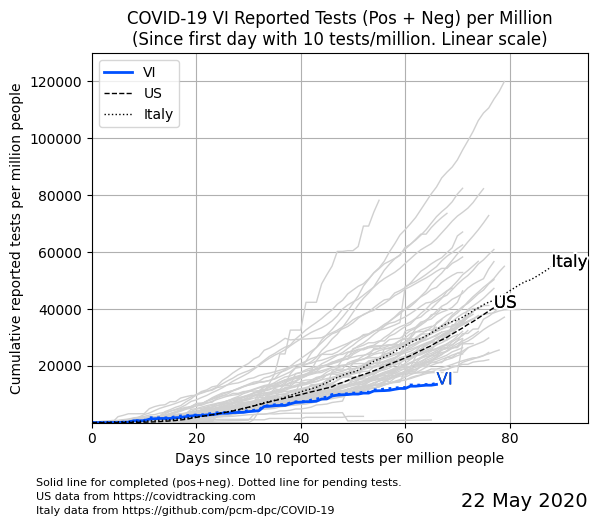 COVID-19 VI Reported Tests (Pos + Neg) per Million
(Since first day with 10 tests/million. Linear scale)
Cumulative reported tests per million people
120000
100000
80000
60000
40000
20000
VI
US
Italy
Italy
US
VI
0
20
40
60
80
Days since 10 reported tests per million people
Solid line for completed (pos+neg). Dotted line for pending tests.
US data from https://covidtracking.com
Italy data from https://github.com/pcm-dpc/COVID-19
22 May 2020